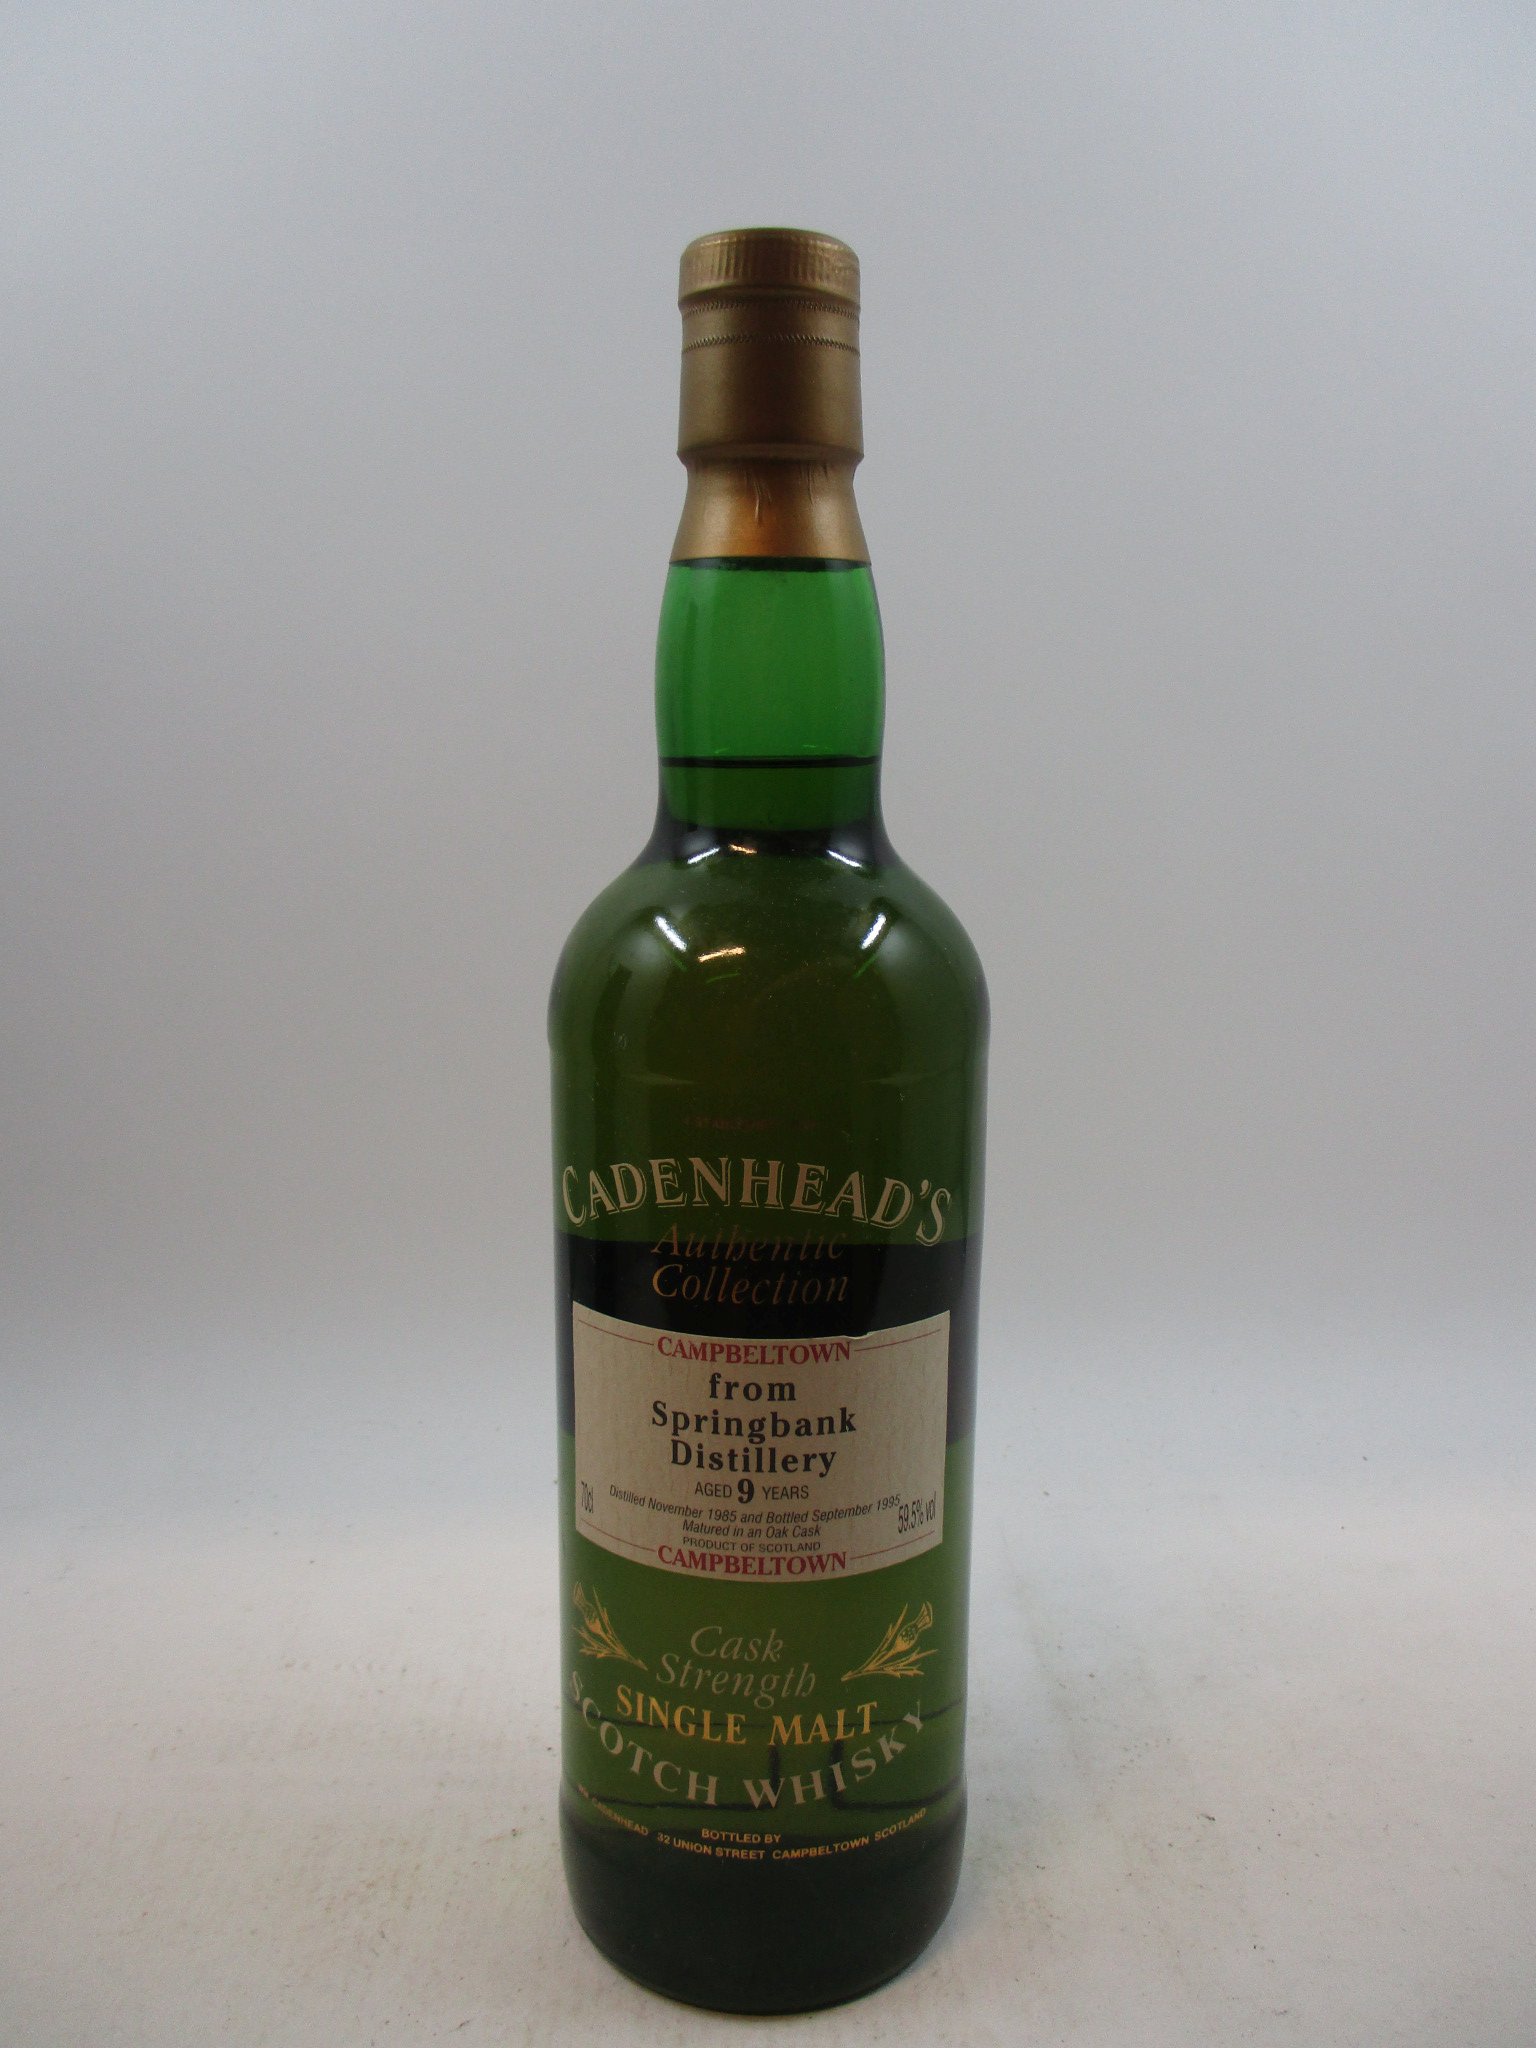 CADENHEAD'S
Authentic
Collection
CAMPBELTOWN
from
Springbank
Distillery
AGED 9 YEARS
70cl
Distilled November 1985 and Bottled September 1995
59.5% vol
Matured in an Oak Cask
PRODUCT OF SCOTLAND
CAMPBELTOWN
Cask
Strength
SINGLE MALT
SCOTCH WHISKY
BOTTLED BY
WM CADENHEAD 32 UNION STREET CAMPBELTOWN SCOTLAND